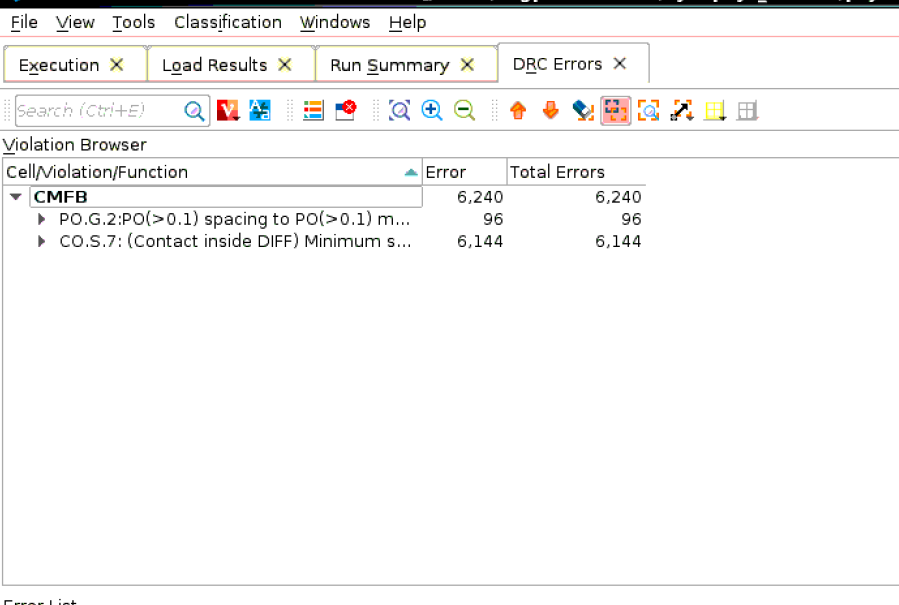 File View Tools Classification Windows Help
Execution Load Results Run Summary DRC Errors
Search (Ctrl+E)
Violation Browser
Cell/Violation/Function Error Total Errors
CMFB 6,240 6,240
PO.G.2:PO(>0.1) spacing to PO(>0.1) m... 96 96
CO.S.7: (Contact inside DIFF) Minimum s... 6,144 6,144
Error List